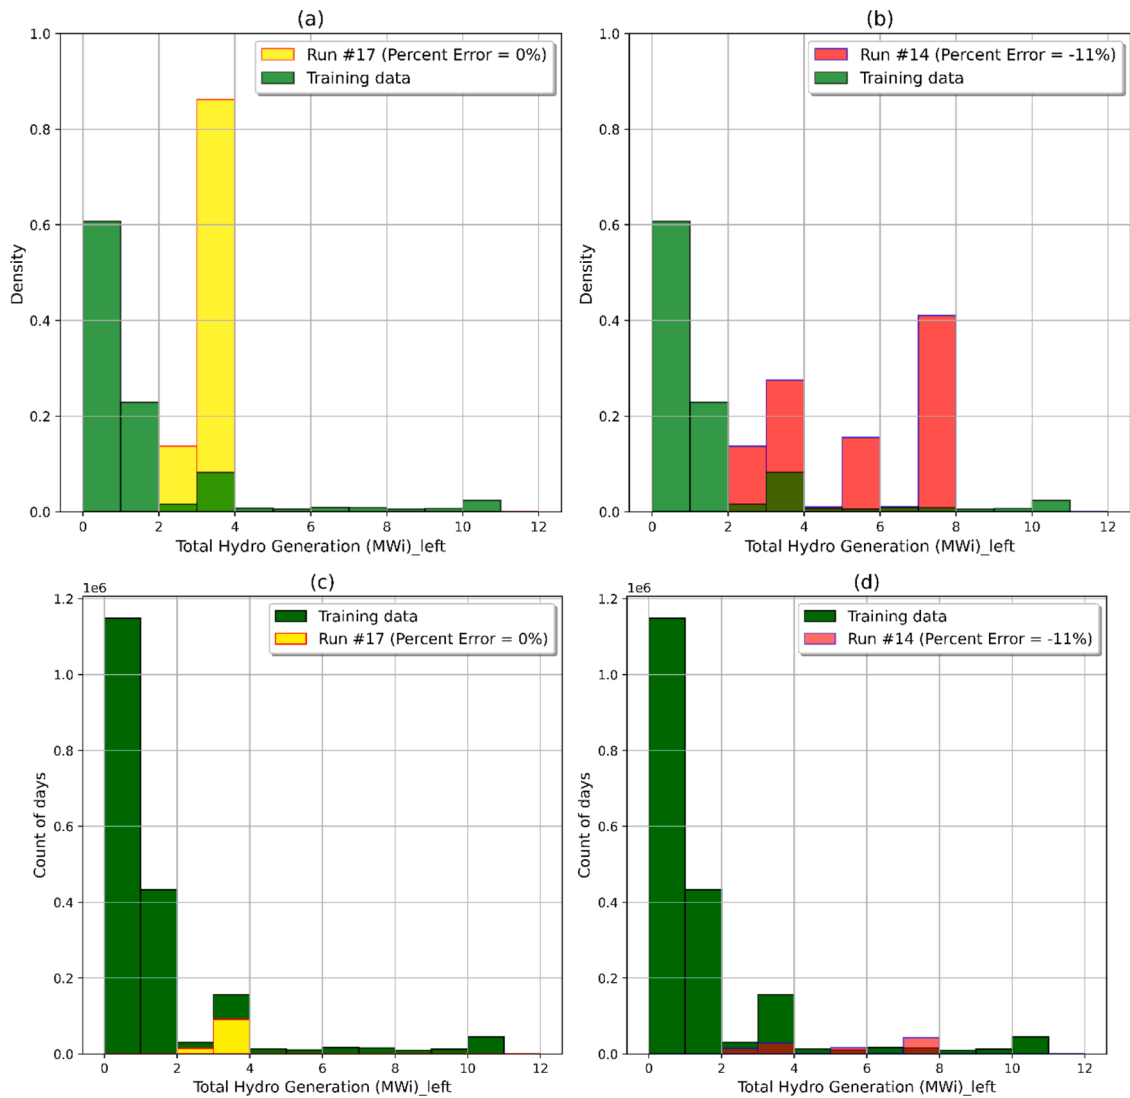 (a)
Run #17 (Percent Error = 0%)
Training data
1.0
0.8
0.6
0.4
0.2
0.0
Density
0 2 4 6 8 10 12
Total Hydro Generation (MWi)_left
(b)
Run #14 (Percent Error = -11%)
Training data
1.0
0.8
0.6
0.4
0.2
0.0
Density
0 2 4 6 8 10 12
Total Hydro Generation (MWi)_left
(c)
1e6
Training data
Run #17 (Percent Error = 0%)
1.2
1.0
0.8
0.6
0.4
0.2
0.0
Count of days
0 2 4 6 8 10 12
Total Hydro Generation (MWi)_left
(d)
1e6
Training data
Run #14 (Percent Error = -11%)
1.2
1.0
0.8
0.6
0.4
0.2
0.0
Count of days
0 2 4 6 8 10 12
Total Hydro Generation (MWi)_left